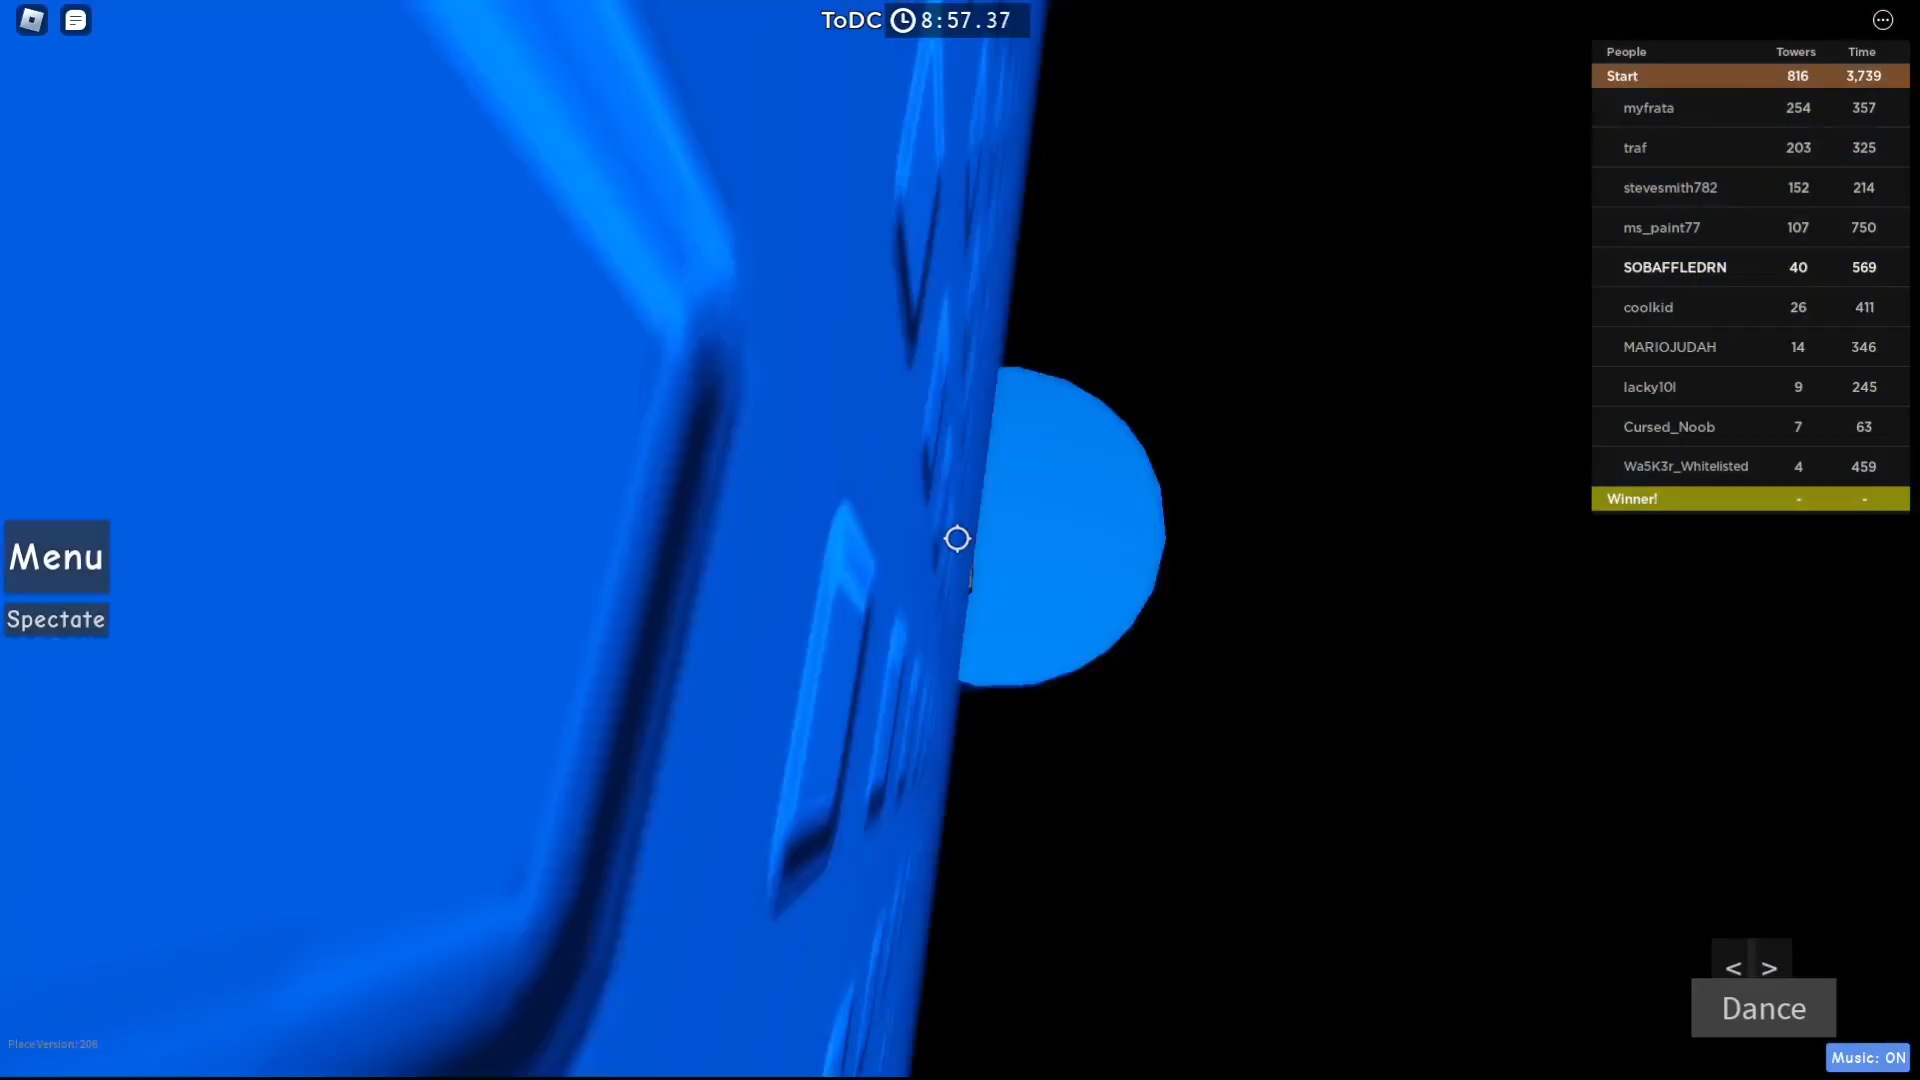 ToDC 8:57.37
People Towers Time
Start 816 3,739
myfrata 254 357
traf 203 325
stevesmith782 152 214
ms_paint77 107 750
SOBAFFLEDRN 40 569
coolkid 26 411
MARIOJUDAH 14 346
lacky10l 9 245
Cursed_Noob 7 63
Wa5K3r_Whitelisted 4 459
Winner! - -
Menu
Spectate
< >
Dance
PlaceVersion: 206
Music: ON